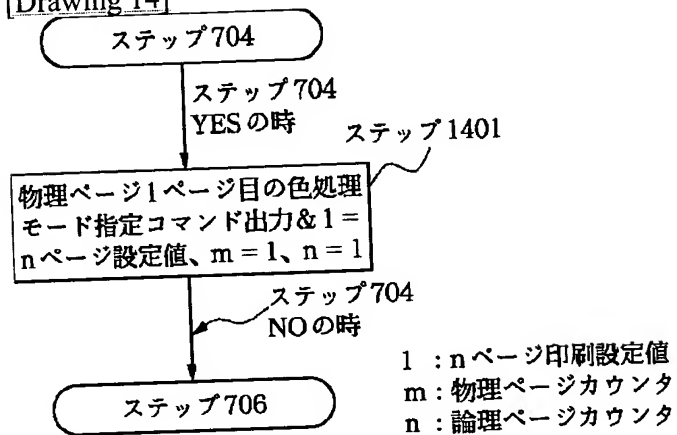 [Drawing 14]
ステップ704
ステップ704
YESの時
ステップ1401
物理ページ1ページ目の色処理
モード指定コマンド出力&1=
nページ設定値、m=1、n=1
ステップ704
NOの時
ステップ706
1:nページ印刷設定値
m:物理ページカウンタ
n:論理ページカウンタ